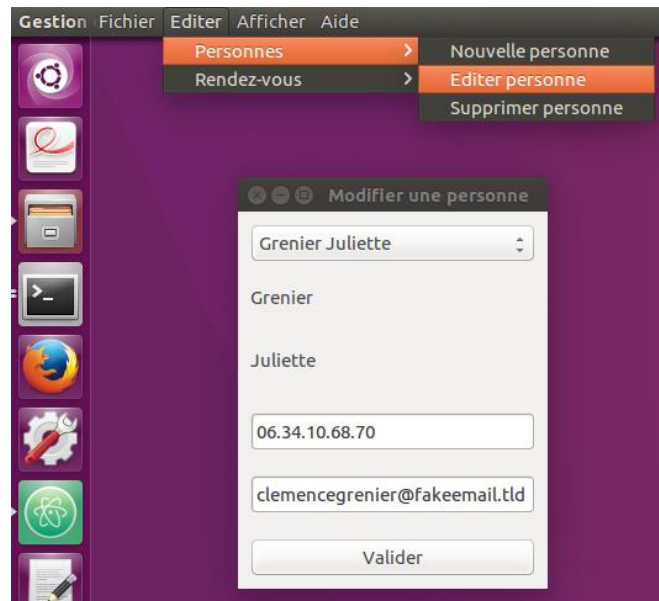 Gestion Fichier Editer Afficher Aide
Personnes > Nouvelle personne
Rendez-vous > Editer personne
Supprimer personne
Modifier une personne
Grenier Juliette
Grenier
Juliette
06.34.10.68.70
clemencegrenier@fakeemail.tld
Valider
>_